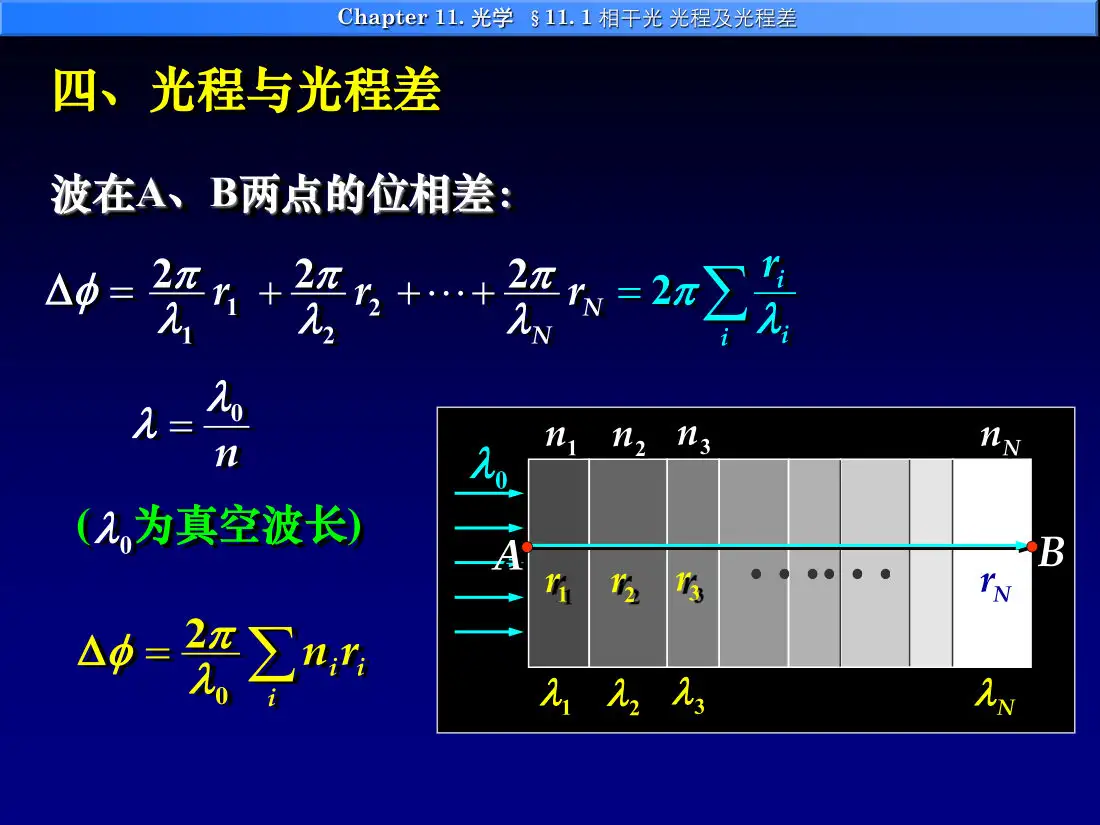 Chapter 11. 光学 §11. 1 相干光 光程及光程差
四、光程与光程差
波在A、B两点的位相差：
Δϕ = 2π/λ₁ r₁ + 2π/λ₂ r₂ + ⋯ + 2π/λ_N r_N = 2π ∑_i r_i/λ_i
λ = λ₀/n
(λ₀为真空波长)
Δϕ = 2π/λ₀ ∑_i n_i r_i
n₁ n₂ n₃ n_N
λ₀
A B
r₁ r₂ r₃ r_N
λ₁ λ₂ λ₃ λ_N